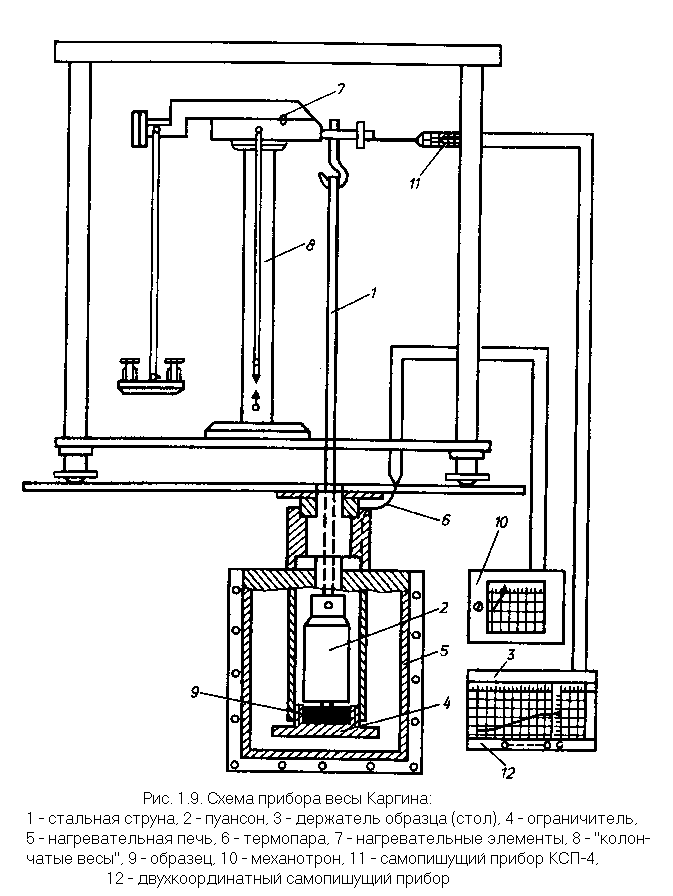 7
11
8
1
6
10
2
5
3
9
4
12
Рис. 1.9. Схема прибора весы Каргина:
1 - стальная струна, 2 - пуансон, 3 - держатель образца (стол), 4 - ограничитель,
5 - нагревательная печь, 6 - термопара, 7 - нагревательные элементы, 8 - "колон-
чатые весы", 9 - образец, 10 - механотрон, 11 - самопишущий прибор КСП-4,
12 - двухкоординатный самопишущий прибор